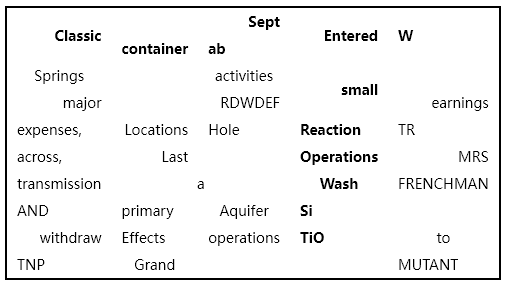 Sept
Classic Entered W
container ab
Springs activities
small
major RDWDEF earnings
expenses, Locations Hole Reaction TR
across, Last Operations MRS
transmission a Wash FRENCHMAN
AND primary Aquifer Si
withdraw Effects operations TiO to
TNP Grand MUTANT